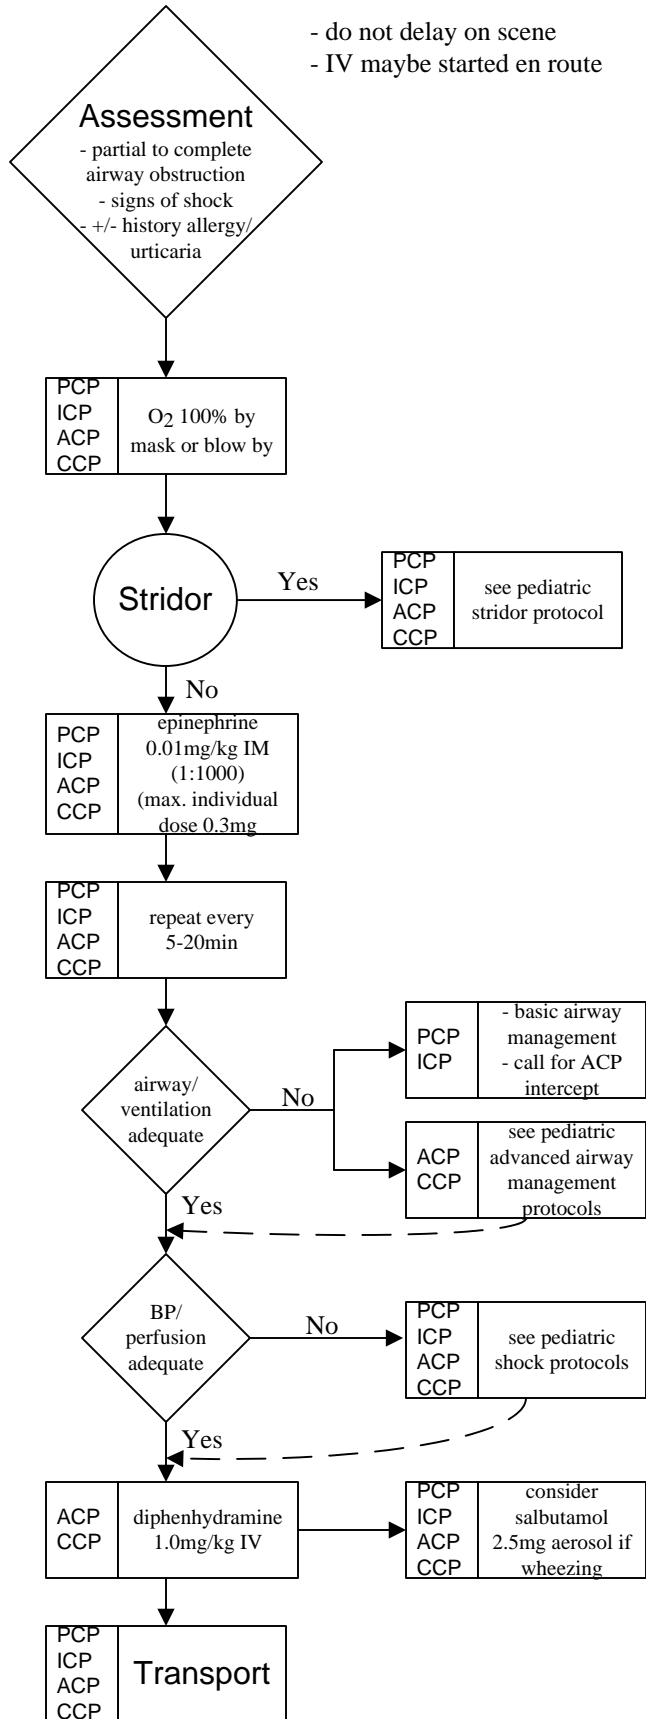 - do not delay on scene
- IV maybe started en route
Assessment
- partial to complete
airway obstruction
- signs of shock
- +/- history allergy/
urticaria
PCP
ICP
ACP
CCP
O2 100% by
mask or blow by
Stridor
Yes
PCP
ICP
ACP
CCP
see pediatric
stridor protocol
No
PCP
ICP
ACP
CCP
epinephrine
0.01mg/kg IM
(1:1000)
(max. individual
dose 0.3mg
PCP
ICP
ACP
CCP
repeat every
5-20min
airway/
ventilation
adequate
No
PCP
ICP
- basic airway
management
- call for ACP
intercept
ACP
CCP
see pediatric
advanced airway
management
protocols
Yes
BP/
perfusion
adequate
No
PCP
ICP
ACP
CCP
see pediatric
shock protocols
Yes
ACP
CCP
diphenhydramine
1.0mg/kg IV
PCP
ICP
ACP
CCP
consider
salbutamol
2.5mg aerosol if
wheezing
PCP
ICP
ACP
CCP
Transport